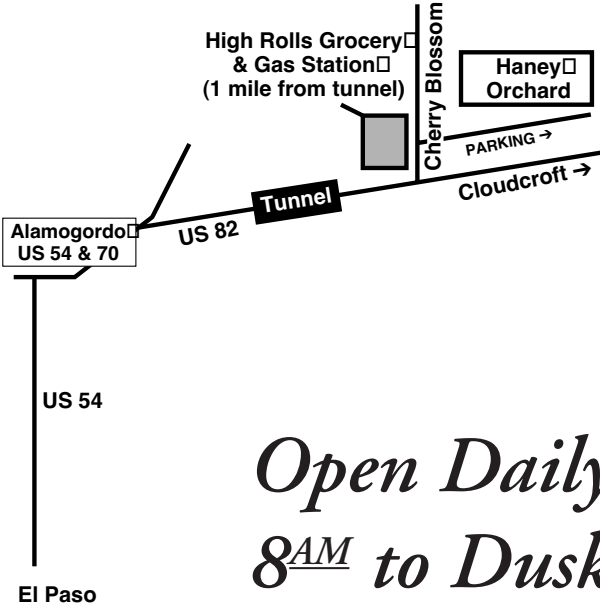 High Rolls Grocery
& Gas Station
(1 mile from tunnel)
Cherry Blossom
Haney
Orchard
PARKING →
Cloudcroft →
Tunnel
US 82
Alamogordo
US 54 & 70
US 54
Open Daily
8AM to Dusk
El Paso